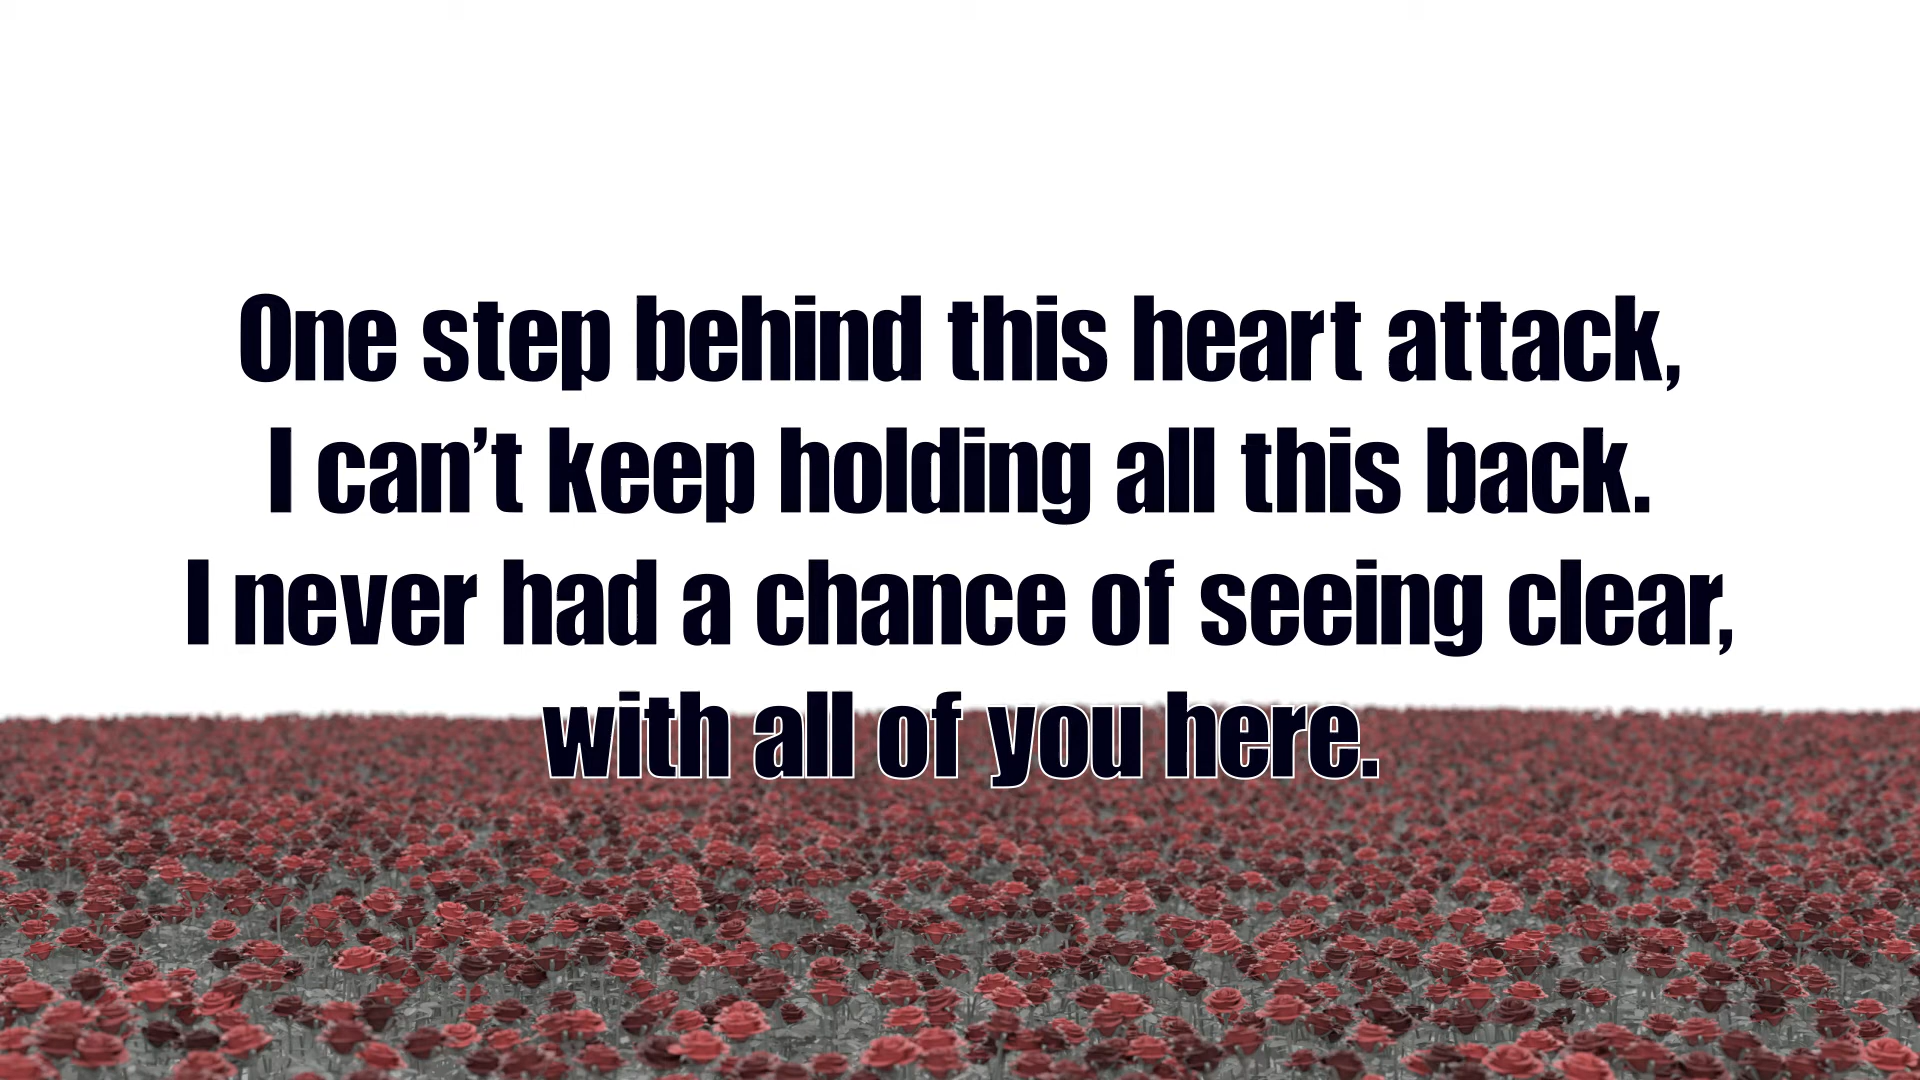 One step behind this heart attack,
I can’t keep holding all this back.
I never had a chance of seeing clear,
with all of you here.